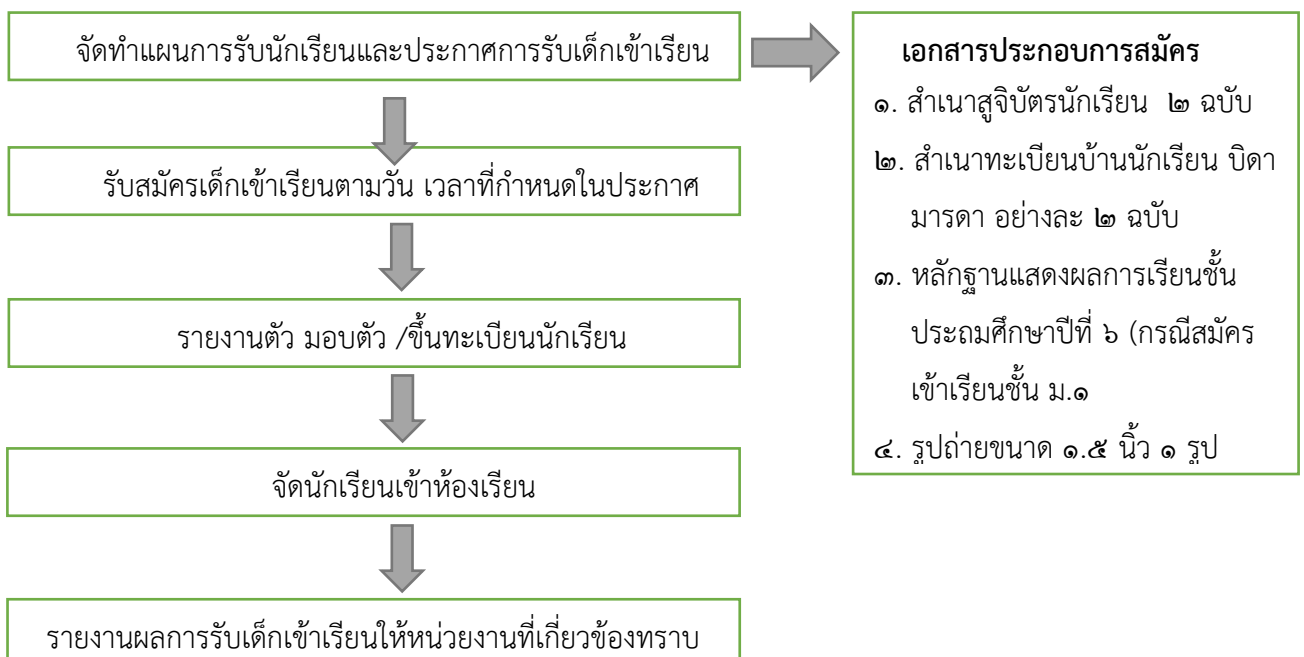 จัดทำแผนการรับนักเรียนและประกาศการรับเด็กเข้าเรียน
รับสมัครเด็กเข้าเรียนตามวัน เวลาที่กำหนดในประกาศ
รายงานตัว มอบตัว /ขึ้นทะเบียนนักเรียน
จัดนักเรียนเข้าห้องเรียน
รายงานผลการรับเด็กเข้าเรียนให้หน่วยงานที่เกี่ยวข้องทราบ
เอกสารประกอบการสมัคร
๑. สำเนาสูจิบัตรนักเรียน ๒ ฉบับ
๒. สำเนาทะเบียนบ้านนักเรียน บิดา
มารดา อย่างละ ๒ ฉบับ
๓. หลักฐานแสดงผลการเรียนชั้น
ประถมศึกษาปีที่ ๖ (กรณีสมัคร
เข้าเรียนชั้น ม.๑
๔. รูปถ่ายขนาด ๑.๕ นิ้ว ๑ รูป